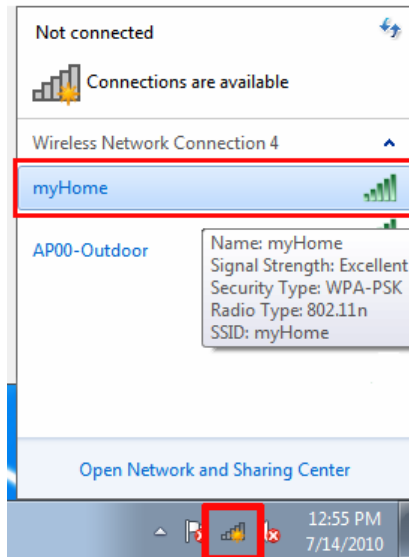 Not connected
Connections are available
Wireless Network Connection 4
myHome
AP00-Outdoor
Name: myHome
Signal Strength: Excellent
Security Type: WPA-PSK
Radio Type: 802.11n
SSID: myHome
Open Network and Sharing Center
12:55 PM
7/14/2010